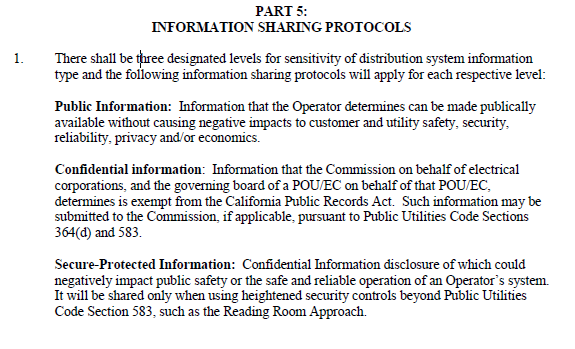 PART 5:
INFORMATION SHARING PROTOCOLS
1. There shall be three designated levels for sensitivity of distribution system information
type and the following information sharing protocols will apply for each respective level:
Public Information: Information that the Operator determines can be made publically
available without causing negative impacts to customer and utility safety, security,
reliability, privacy and/or economics.
Confidential information: Information that the Commission on behalf of electrical
corporations, and the governing board of a POU/EC on behalf of that POU/EC,
determines is exempt from the California Public Records Act. Such information may be
submitted to the Commission, if applicable, pursuant to Public Utilities Code Sections
364(d) and 583.
Secure-Protected Information: Confidential Information disclosure of which could
negatively impact public safety or the safe and reliable operation of an Operator's system.
It will be shared only when using heightened security controls beyond Public Utilities
Code Section 583, such as the Reading Room Approach.